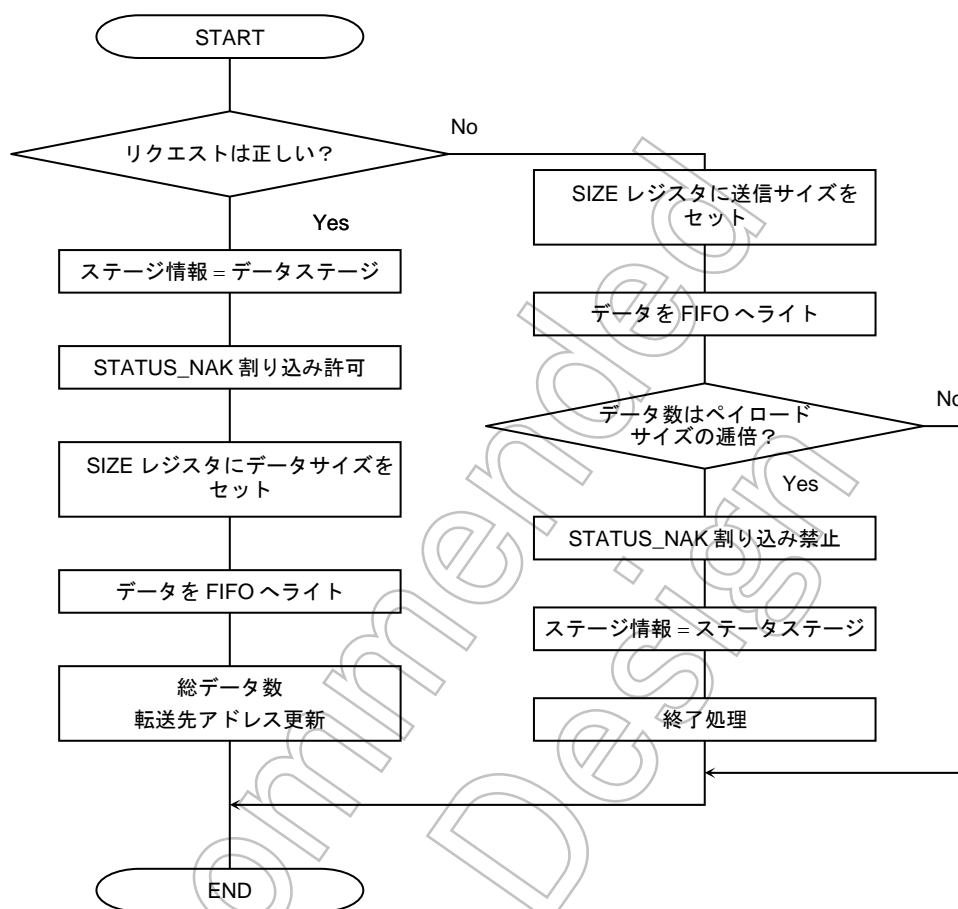 START
リクエストは正しい？
No
Yes
ステージ情報 = データステージ
STATUS_NAK 割り込み許可
SIZE レジスタにデータサイズを
セット
データを FIFO へライト
総データ数
転送先アドレス更新
END
SIZE レジスタに送信サイズを
セット
データを FIFO へライト
データ数はペイロード
サイズの逓倍？
No
Yes
STATUS_NAK 割り込み禁止
ステージ情報 = ステータステージ
終了処理
ommended
Design